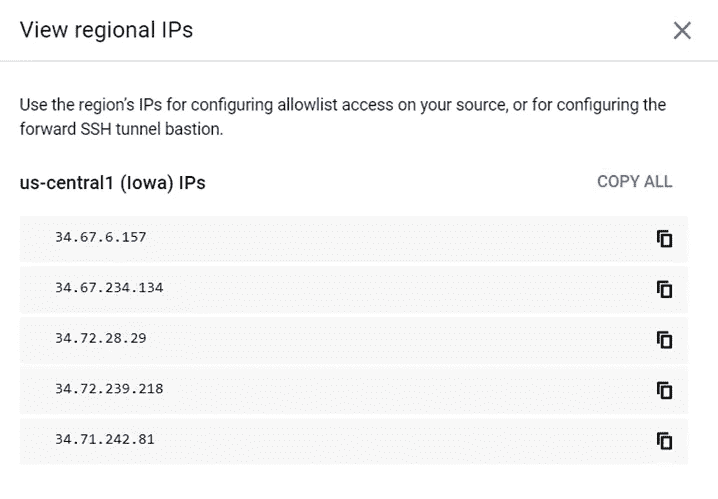 View regional IPs
Use the region's IPs for configuring allowlist access on your source, or for configuring the
forward SSH tunnel bastion.
us-central1 (Iowa) IPs
COPY ALL
34.67.6.157
34.67.234.134
34.72.28.29
34.72.239.218
34.71.242.81